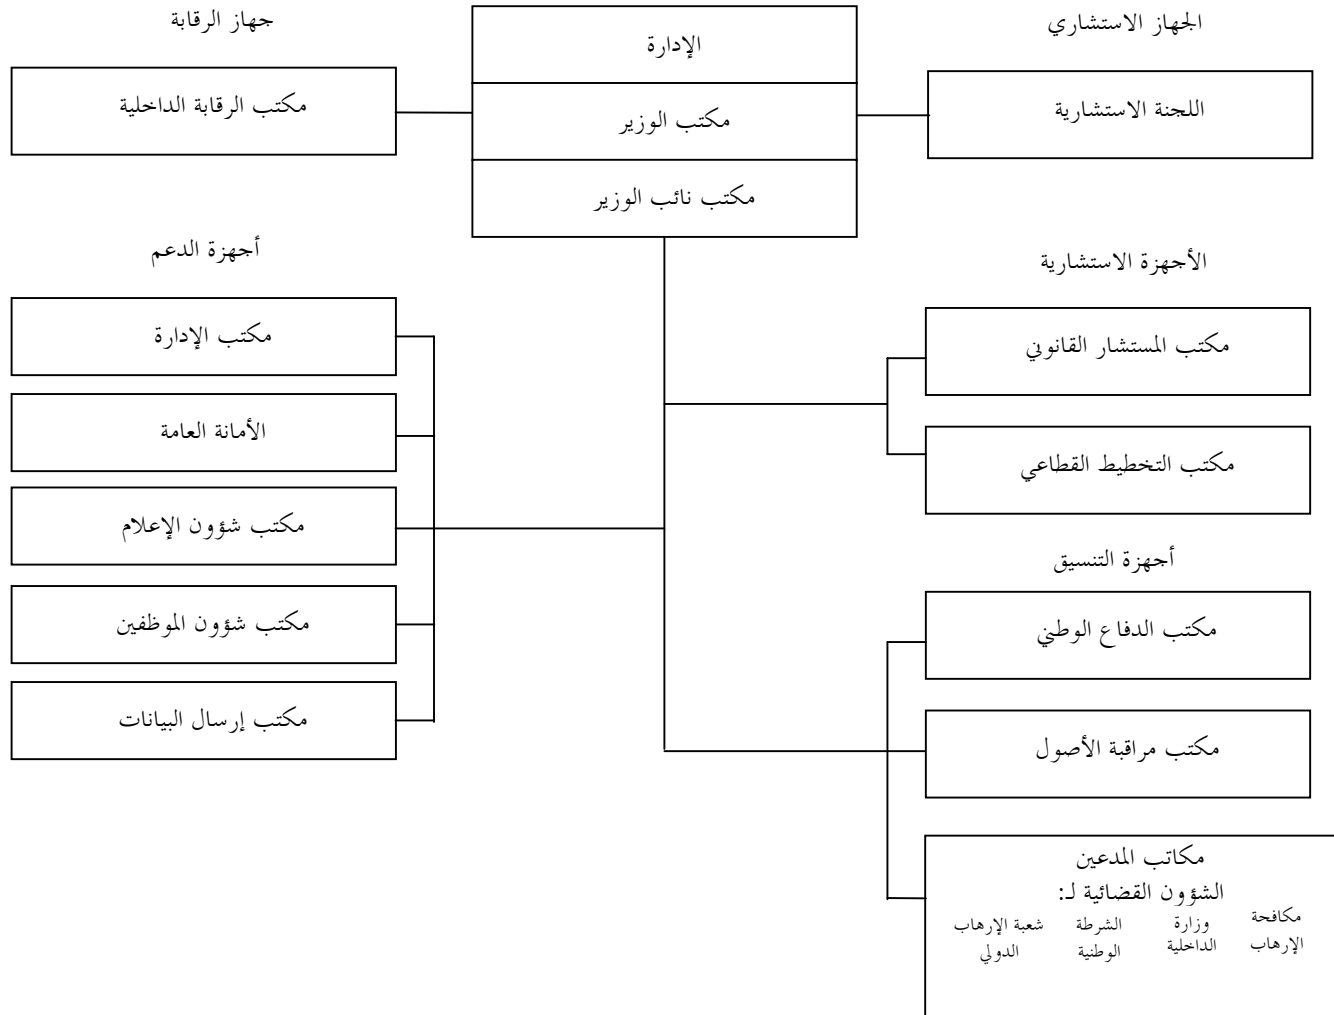 الجهاز الاستشاري
اللجنة الاستشارية
الإدارة
مكتب الوزير
مكتب نائب الوزير
جهاز الرقابة
مكتب الرقابة الداخلية
الأجهزة الاستشارية
مكتب المستشار القانوني
مكتب التخطيط القطاعي
أجهزة الدعم
مكتب الإدارة
الأمانة العامة
مكتب شؤون الإعلام
مكتب شؤون الموظفين
مكتب إرسال البيانات
أجهزة التنسيق
مكتب الدفاع الوطني
مكتب مراقبة الأصول
مكاتب المدعين
الشؤون القضائية لـ:
مكافحة
الإرهاب
وزارة
الداخلية
الشرطة
الوطنية
شعبة الإرهاب
الدولي